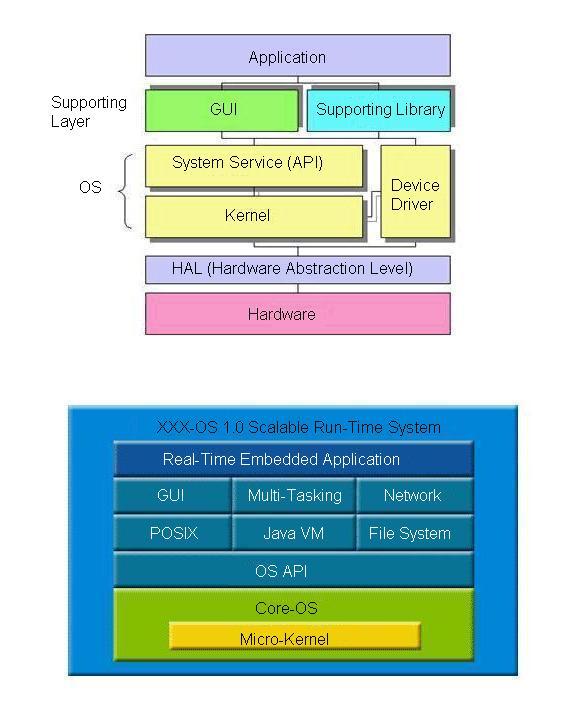 Application
Supporting
Layer
GUI
Supporting Library
OS
System Service (API)
Kernel
Device
Driver
HAL (Hardware Abstraction Level)
Hardware
XXX-OS 1.0 Scalable Run-Time System
Real-Time Embedded Application
GUI
Multi-Tasking
Network
POSIX
Java VM
File System
OS API
Core-OS
Micro-Kernel